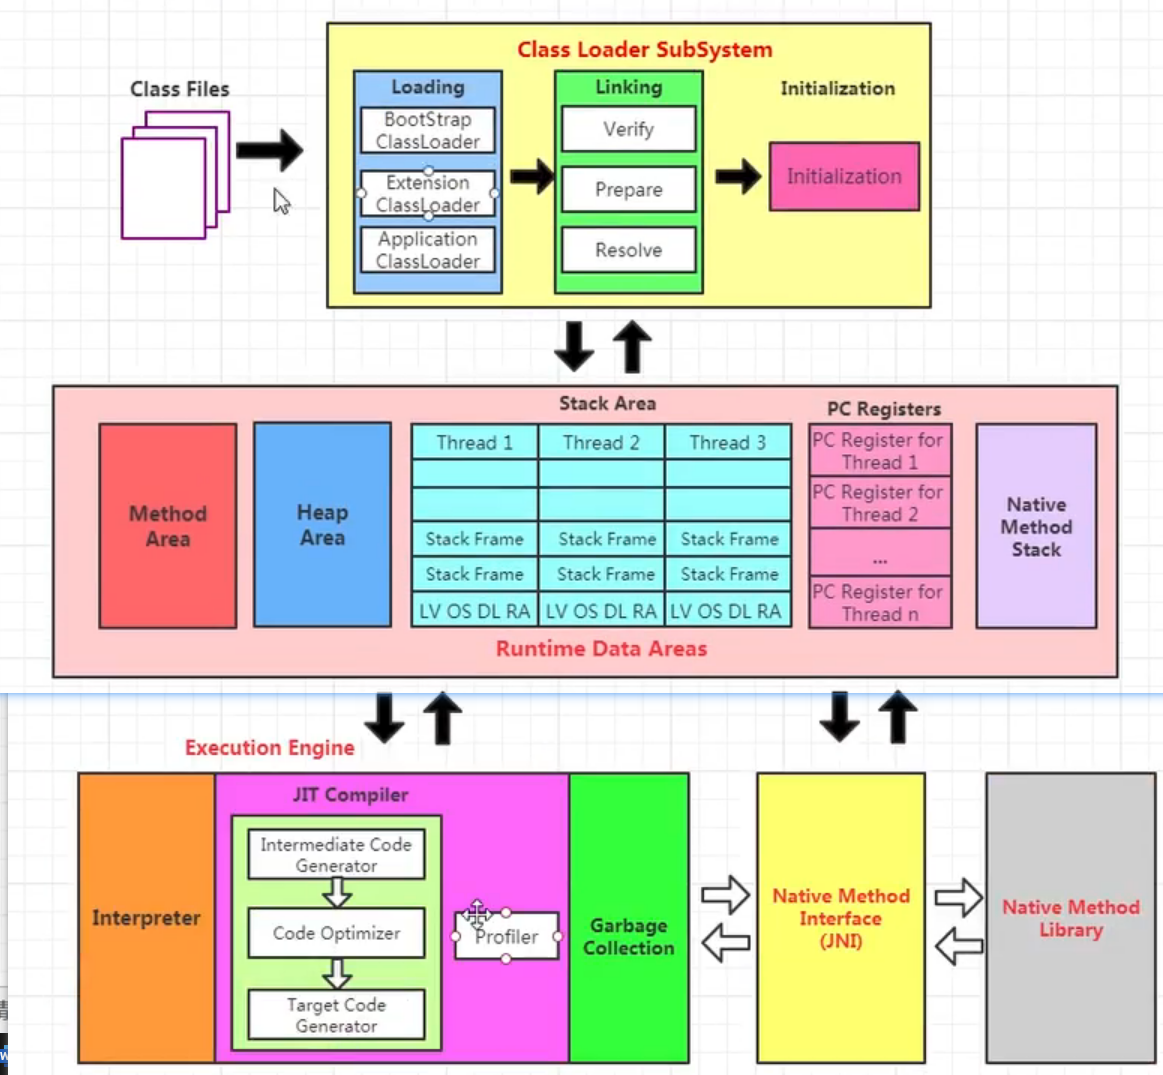 Class Loader SubSystem
Class Files
Loading
BootStrap
ClassLoader
Extension
ClassLoader
Application
ClassLoader
Linking
Verify
Prepare
Resolve
Initialization
Initialization
Stack Area
PC Registers
Method
Area
Heap
Area
Thread 1
Thread 2
Thread 3
Stack Frame
Stack Frame
Stack Frame
Stack Frame
Stack Frame
Stack Frame
LV OS DL RA
LV OS DL RA
LV OS DL RA
PC Register for
Thread 1
PC Register for
Thread 2
...
PC Register for
Thread n
Native
Method
Stack
Runtime Data Areas
Execution Engine
Interpreter
JIT Compiler
Intermediate Code
Generator
Code Optimizer
Target Code
Generator
Profiler
Garbage
Collection
Native Method
Interface
(JNI)
Native Method
Library